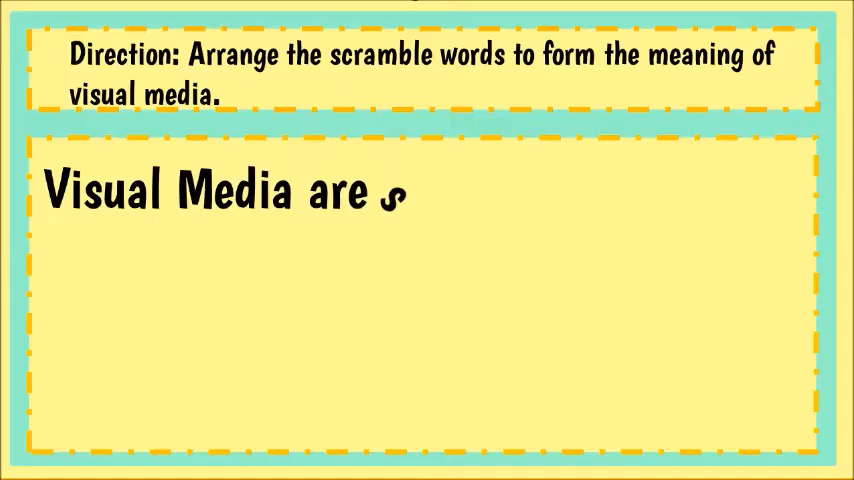 Direction: Arrange the scramble words to form the meaning of
visual media.
Visual Media are s